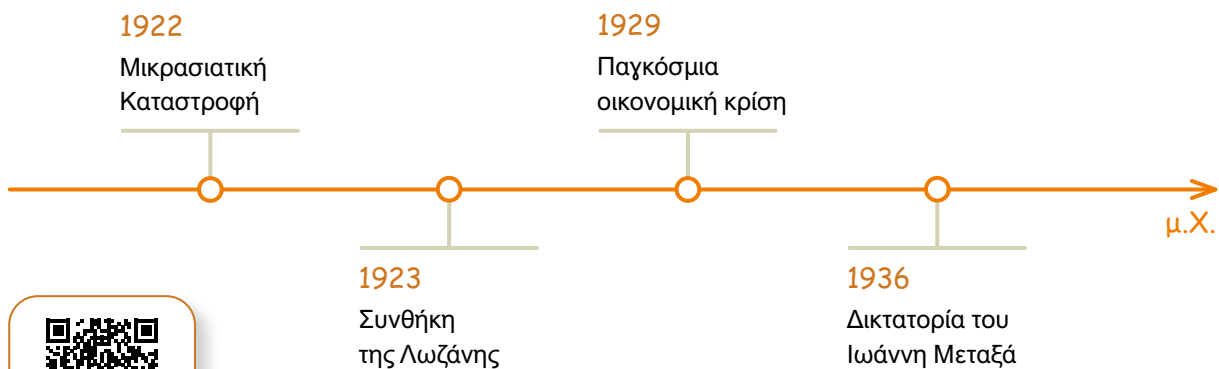 1922
Μικρασιατική
Καταστροφή
1929
Παγκόσμια
οικονομική κρίση
μ.Χ.
1923
Συνθήκη
της Λωζάνης
1936
Δικτατορία του
Ιωάννη Μεταξά